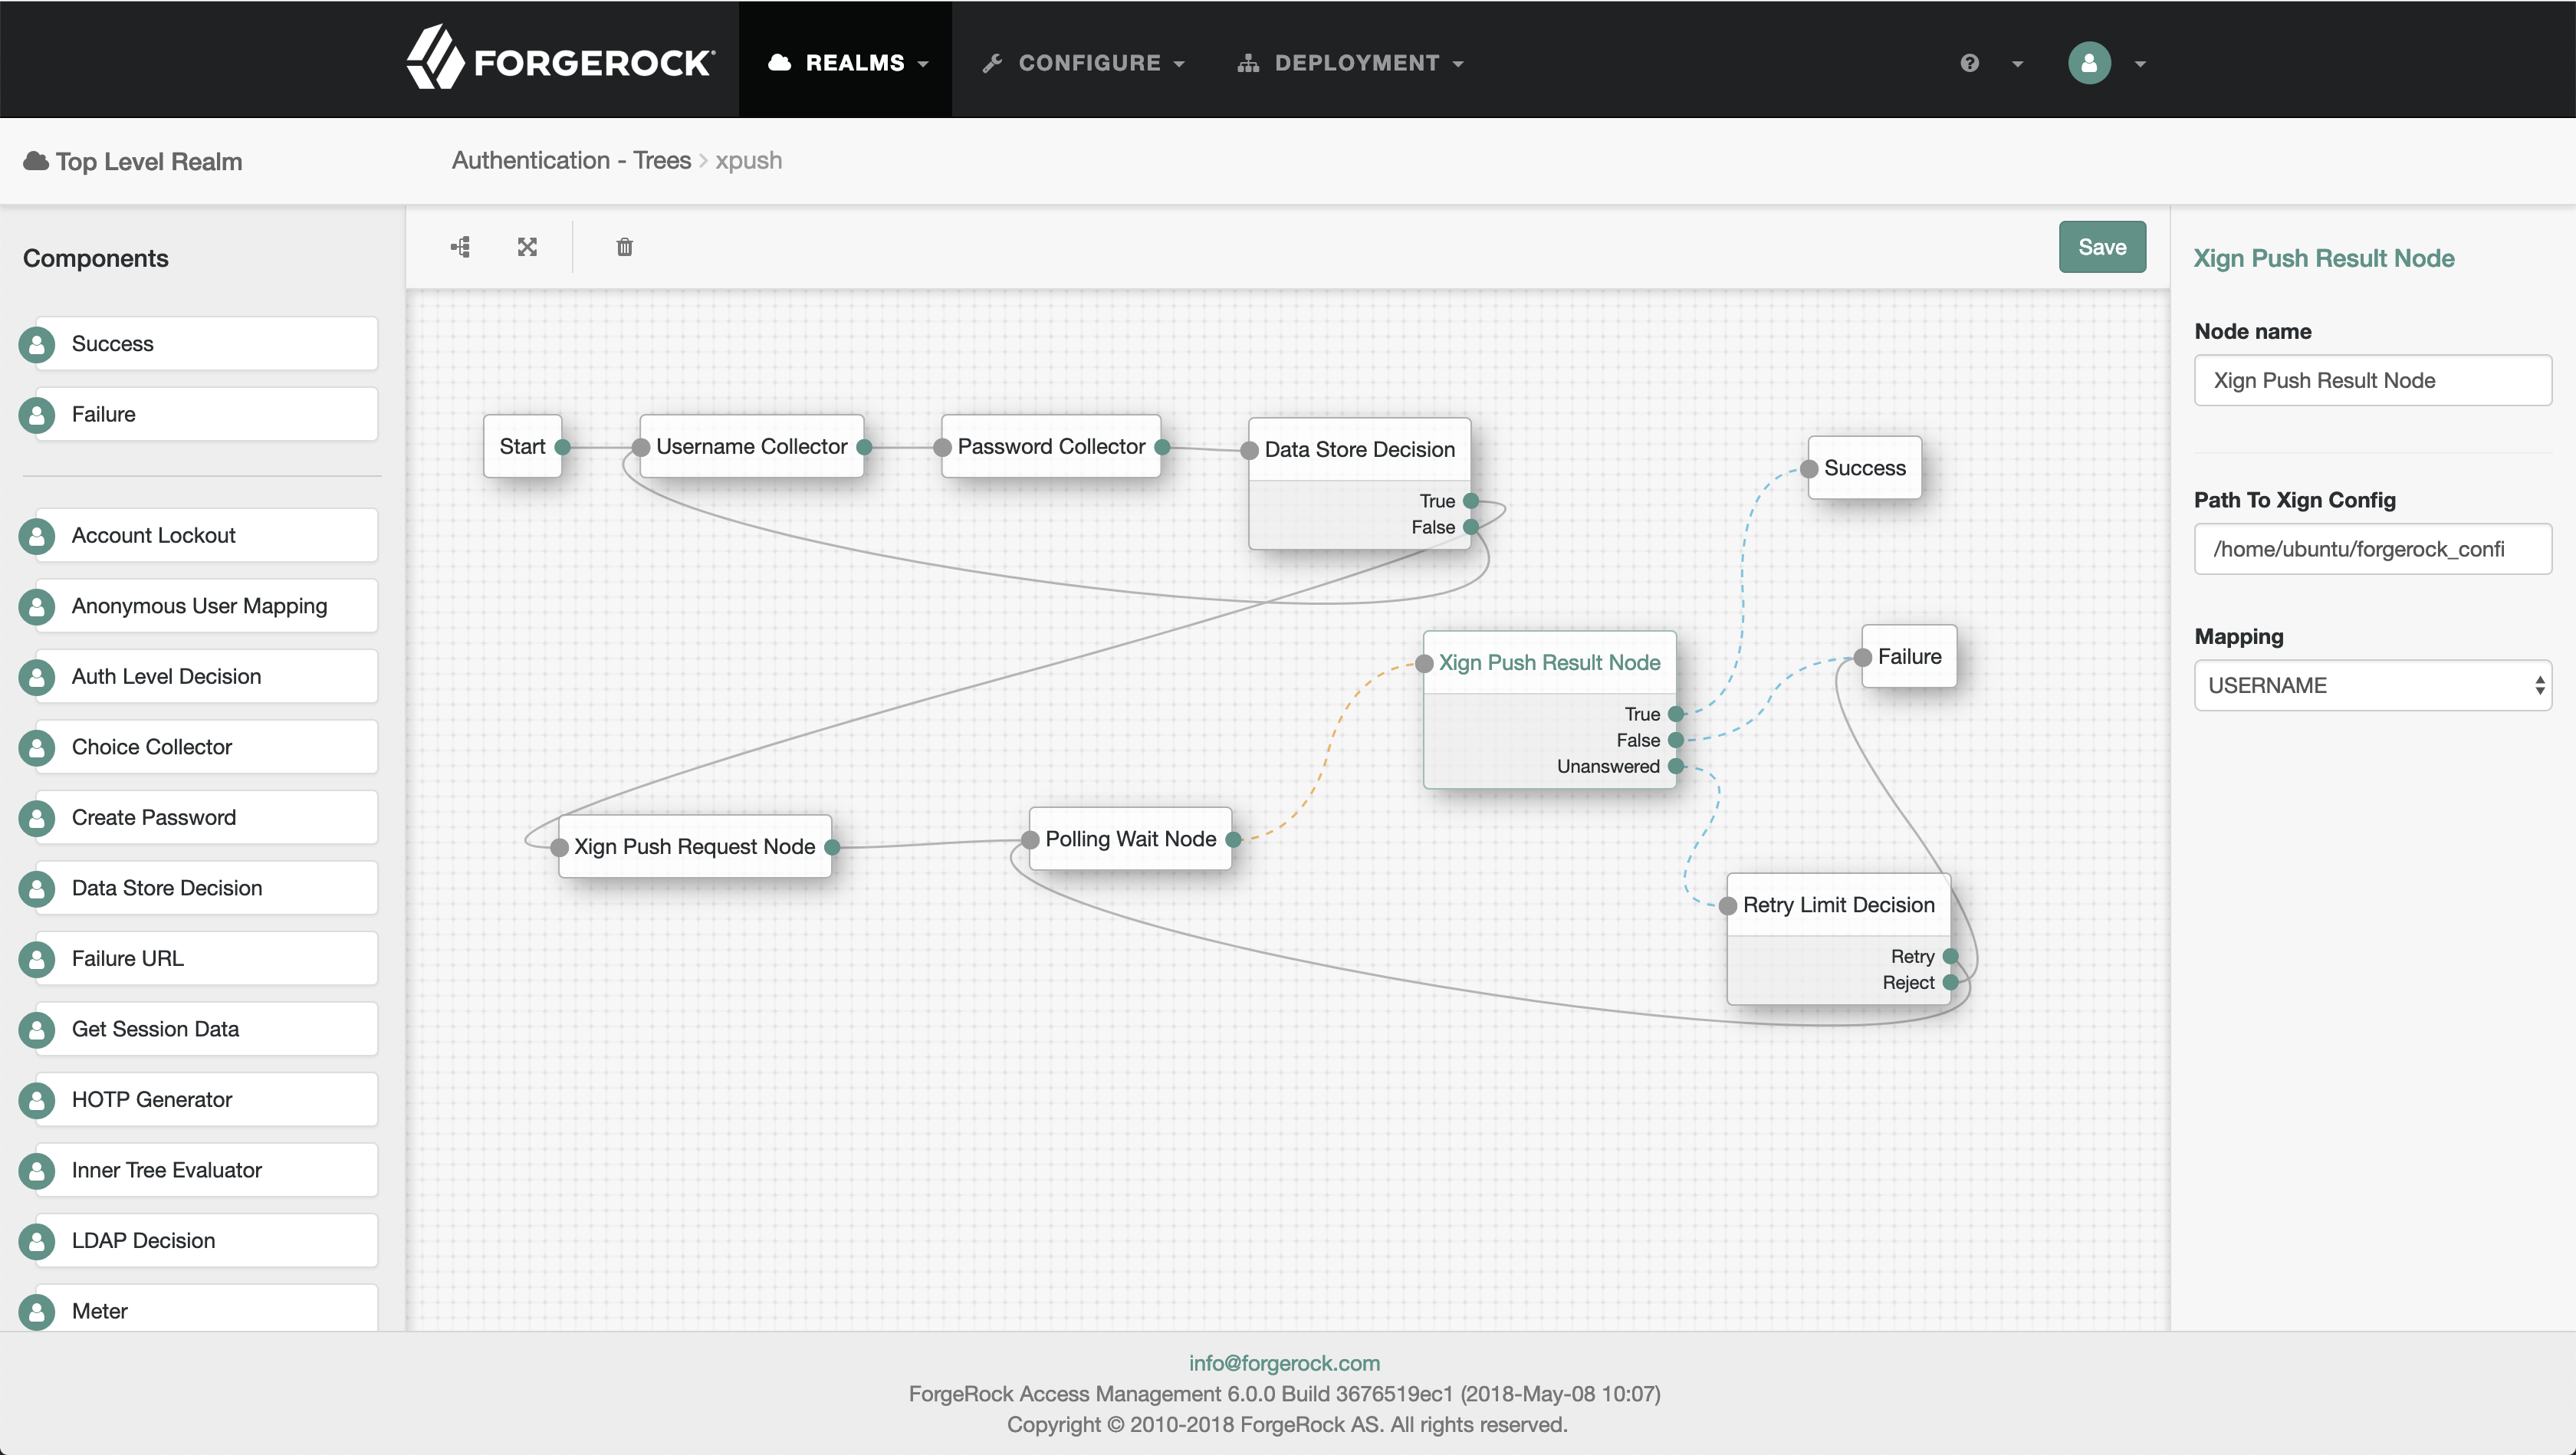 FORGEROCK
REALMS
CONFIGURE
DEPLOYMENT
Top Level Realm
Authentication - Trees > xpush
Components
Success
Failure
Account Lockout
Anonymous User Mapping
Auth Level Decision
Choice Collector
Create Password
Data Store Decision
Failure URL
Get Session Data
HOTP Generator
Inner Tree Evaluator
LDAP Decision
Meter
Save
Start
Username Collector
Password Collector
Data Store Decision
True
False
Success
Xign Push Result Node
True
False
Unanswered
Failure
Xign Push Request Node
Polling Wait Node
Retry Limit Decision
Retry
Reject
Xign Push Result Node
Node name
Xign Push Result Node
Path To Xign Config
/home/ubuntu/forgerock_confi
Mapping
USERNAME
info@forgerock.com
ForgeRock Access Management 6.0.0 Build 3676519ec1 (2018-May-08 10:07)
Copyright © 2010-2018 ForgeRock AS. All rights reserved.